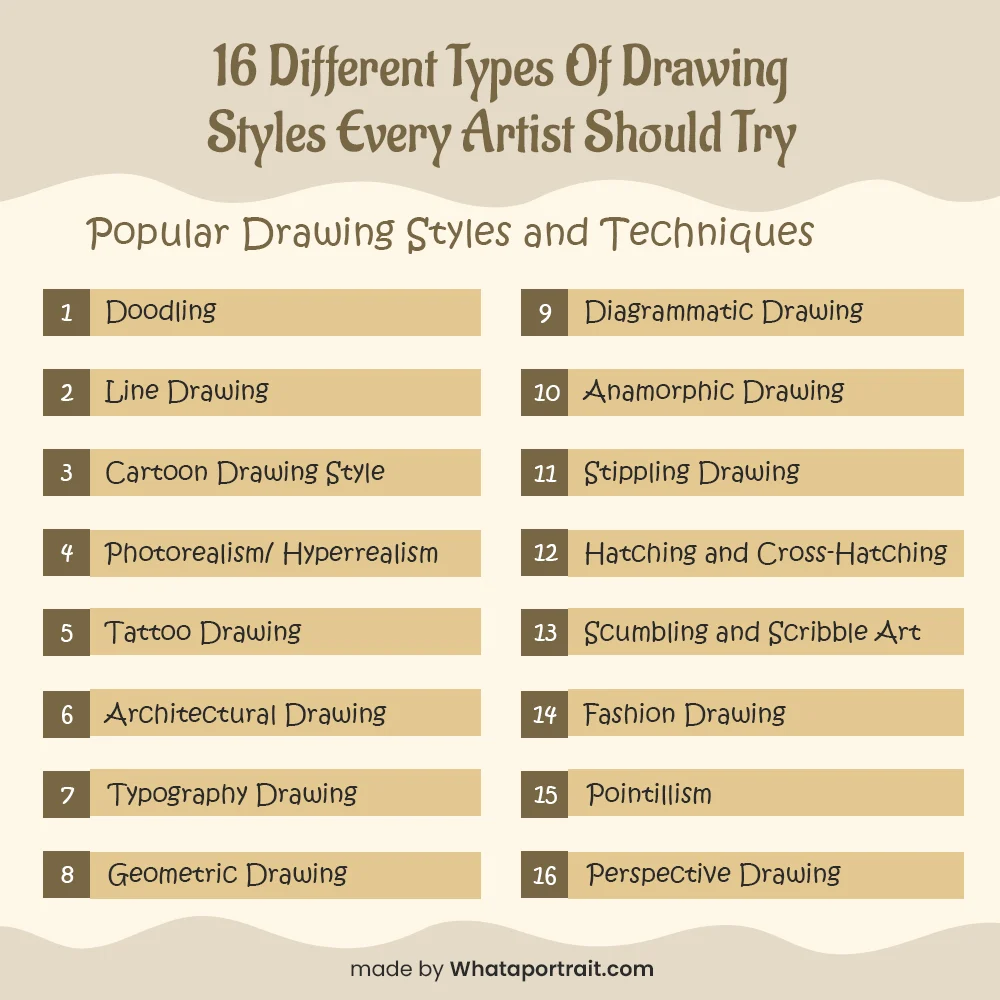 16 Different Types Of Drawing
Styles Every Artist Should Try
Popular Drawing Styles and Techniques
1 Doodling
2 Line Drawing
3 Cartoon Drawing Style
4 Photorealism/ Hyperrealism
5 Tattoo Drawing
6 Architectural Drawing
7 Typography Drawing
8 Geometric Drawing
9 Diagrammatic Drawing
10 Anamorphic Drawing
11 Stippling Drawing
12 Hatching and Cross-Hatching
13 Scumbling and Scribble Art
14 Fashion Drawing
15 Pointillism
16 Perspective Drawing
made by Whataportrait.com